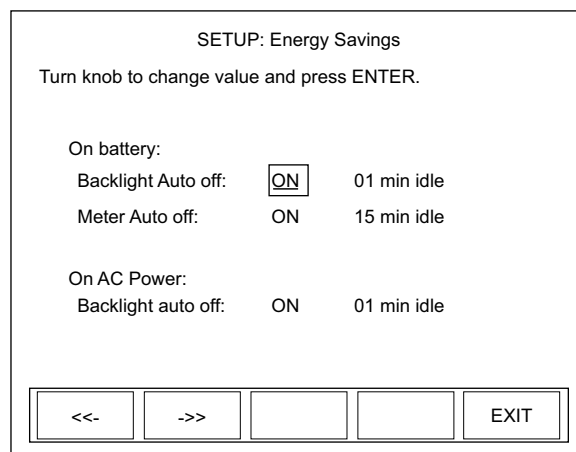 SETUP: Energy Savings
Turn knob to change value and press ENTER.
On battery:
Backlight Auto off: ON 01 min idle
Meter Auto off: ON 15 min idle
On AC Power:
Backlight auto off: ON 01 min idle
<<- ->> EXIT